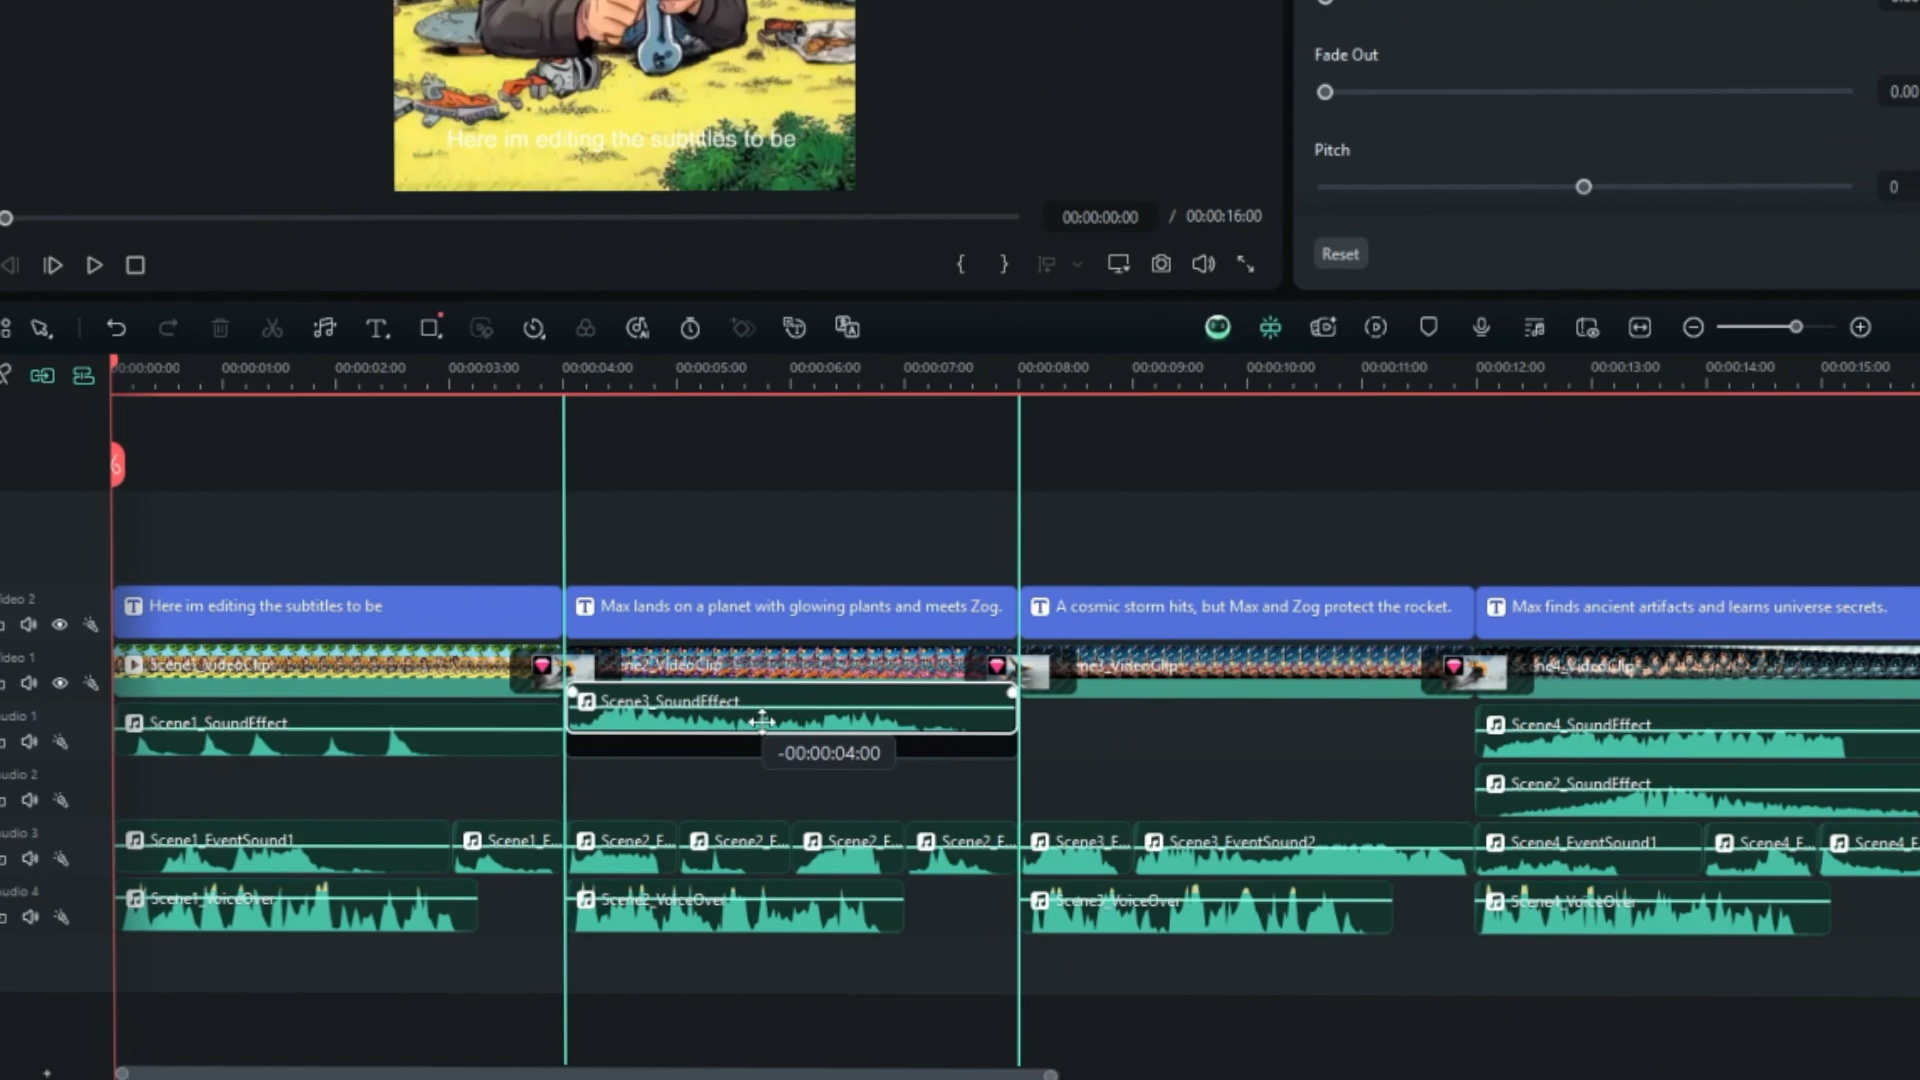 Fade Out
0.00
Here im editing the subtitles to be
Pitch
0
00:00:00:00 / 00:00:16:00
Reset
00:00:00:00 00:00:01:00 00:00:02:00 00:00:03:00 00:00:04:00 00:00:05:00 00:00:06:00 00:00:07:00 00:00:08:00 00:00:09:00 00:00:10:00 00:00:11:00 00:00:12:00 00:00:13:00 00:00:14:00 00:00:15:00
ideo 2
Here im editing the subtitles to be
Max lands on a planet with glowing plants and meets Zog.
A cosmic storm hits, but Max and Zog protect the rocket.
Max finds ancient artifacts and learns universe secrets.
ideo 1
Scene1_VideoClip
cene2_VideoClip
ene3_VideoClip
cene4_VideoClip
udio 1
Scene1_SoundEffect
Scene3_SoundEffect
Scene4_SoundEffect
-00:00:04:00
udio 2
Scene2_SoundEffect
udio 3
Scene1_EventSound1
Scene1_E...
Scene2_E...
Scene2_E...
Scene2_E...
Scene2_E...
Scene3_E...
Scene3_EventSound2
Scene4_EventSound1
Scene4_E...
Scene4_E
udio 4
Scene1_VoiceOver
Scene2_VoiceOver
Scene3_VoiceOver
Scene4_VoiceOver